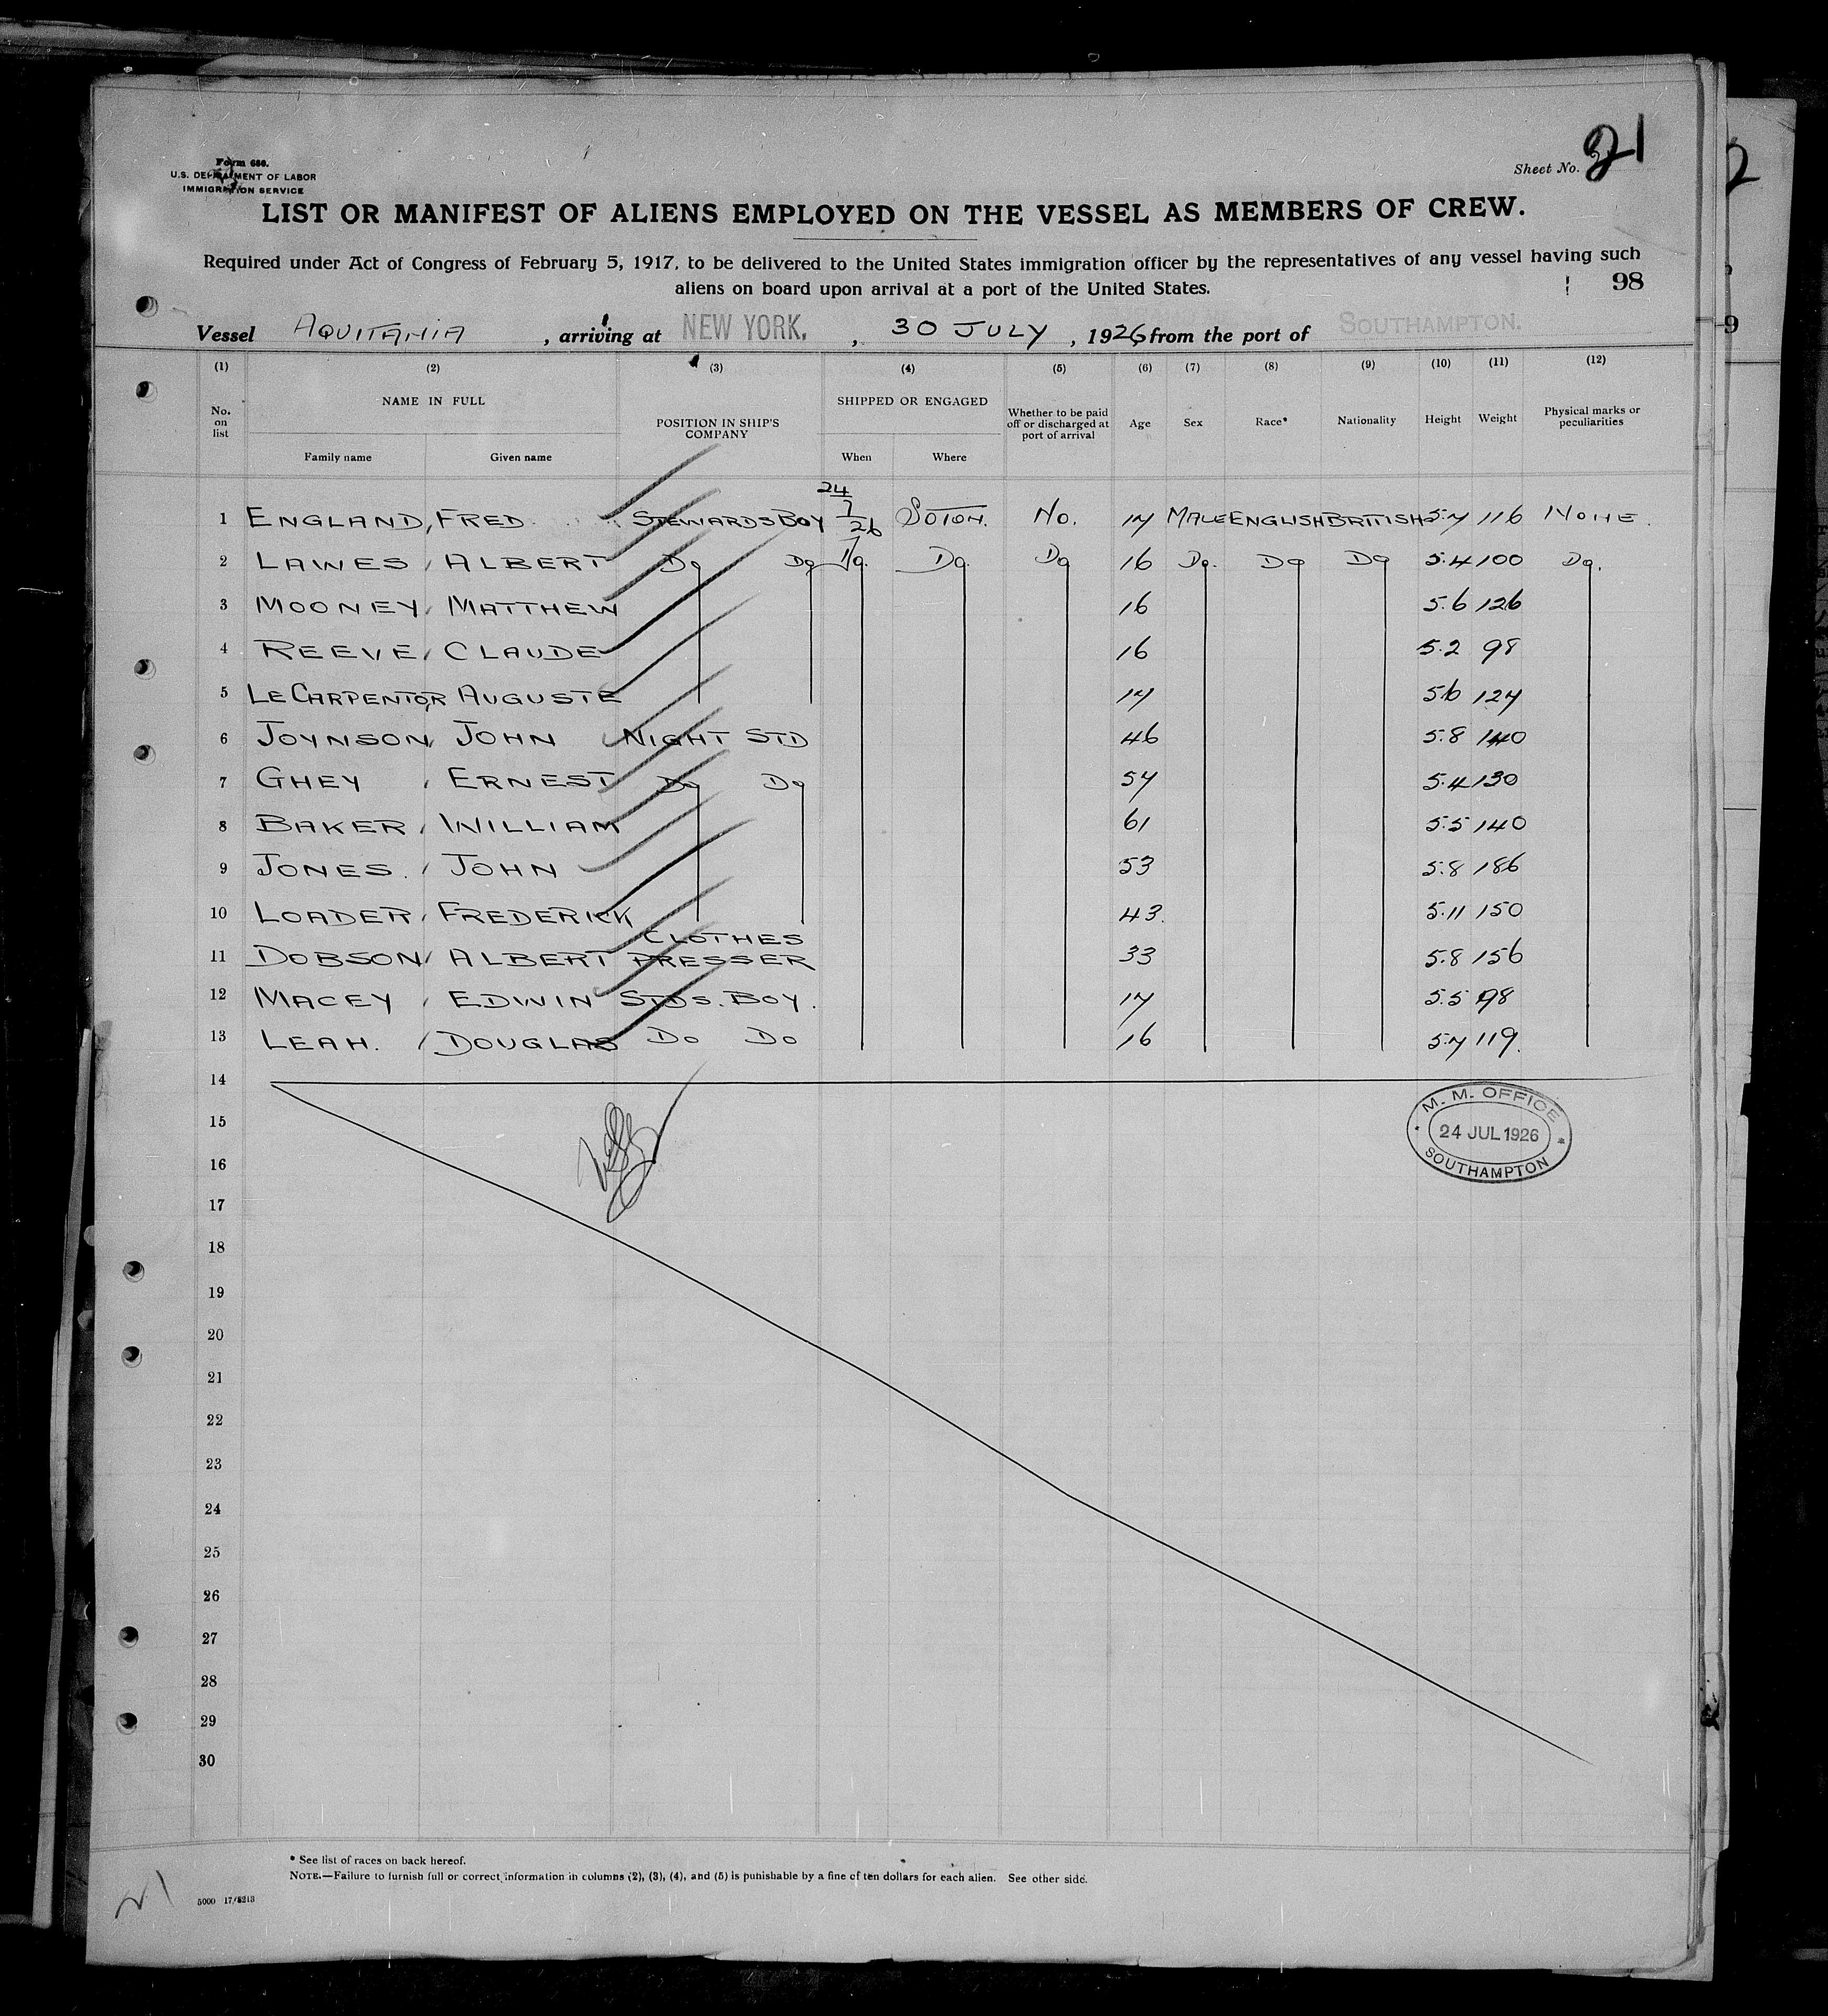 Form 680.
U.S. DEPARTMENT OF LABOR
IMMIGRATION SERVICE
Sheet No. 21
LIST OR MANIFEST OF ALIENS EMPLOYED ON THE VESSEL AS MEMBERS OF CREW.
Required under Act of Congress of February 5, 1917, to be delivered to the United States immigration officer by the representatives of any vessel having such
aliens on board upon arrival at a port of the United States.
98
Vessel AQUITANIA, arriving at NEW YORK., 30 JULY, 1926 from the port of SOUTHAMPTON.
(1) (2) (3) (4) (5) (6) (7) (8) (9) (10) (11) (12)
No. on list NAME IN FULL POSITION IN SHIP'S COMPANY SHIPPED OR ENGAGED Whether to be paid off or discharged at port of arrival Age Sex Race* Nationality Height Weight Physical marks or peculiarities
Family name Given name When Where
1 ENGLAND, FRED STEWARDS BOY 24/7/26 SOTON. NO. 17 MALE ENGLISH BRITISH 5.7 116 NONE.
2 LAWES, ALBERT Do Do Do. Do. Do 16 Do. Do Do 5.4 100 Do.
3 MOONEY, MATTHEW 16 5.6 126
4 REEVE, CLAUDE 16 5.2 98
5 LE CARPENTOR, AUGUSTE 17 5.6 127
6 JOYNSON, JOHN NIGHT STD 46 5.8 140
7 GHEY, ERNEST Do Do 57 5.4 130
8 BAKER, WILLIAM 61 5.5 140
9 JONES., JOHN 53 5.8 186
10 LOADER, FREDERICK 43. 5.11 150
11 DOBSON, ALBERT CLOTHES PRESSER 33 5.8 156
12 MACEY, EDWIN STDS. BOY. 17 5.5 98
13 LEAH., DOUGLAS Do Do 16 5.7 119.
14
15
16
17
18
19
20
21
22
23
24
25
26
27
28
29
30
M. M. OFFICE
24 JUL 1926
SOUTHAMPTON
* See list of races on back hereof.
NOTE.—Failure to furnish full or correct information in columns (2), (3), (4), and (5) is punishable by a fine of ten dollars for each alien. See other side.
21
5000 17/8213